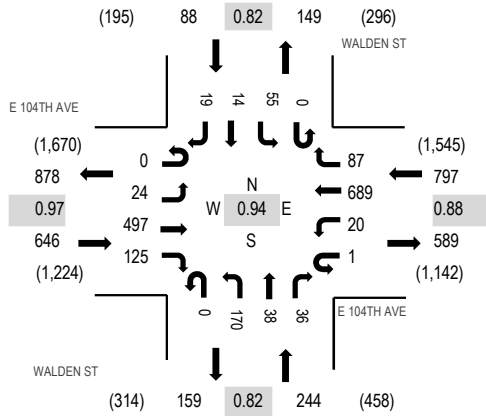 (195) 88 0.82 149 (296)
WALDEN ST
19 14 55 0
E 104TH AVE
(1,670) (1,545)
878 0 87 797
24 N 689
0.97 W 0.94 E 0.88
497 S 20
646 125 1 589
(1,224) (1,142)
0 170 38 36
E 104TH AVE
WALDEN ST
(314) 159 0.82 244 (458)